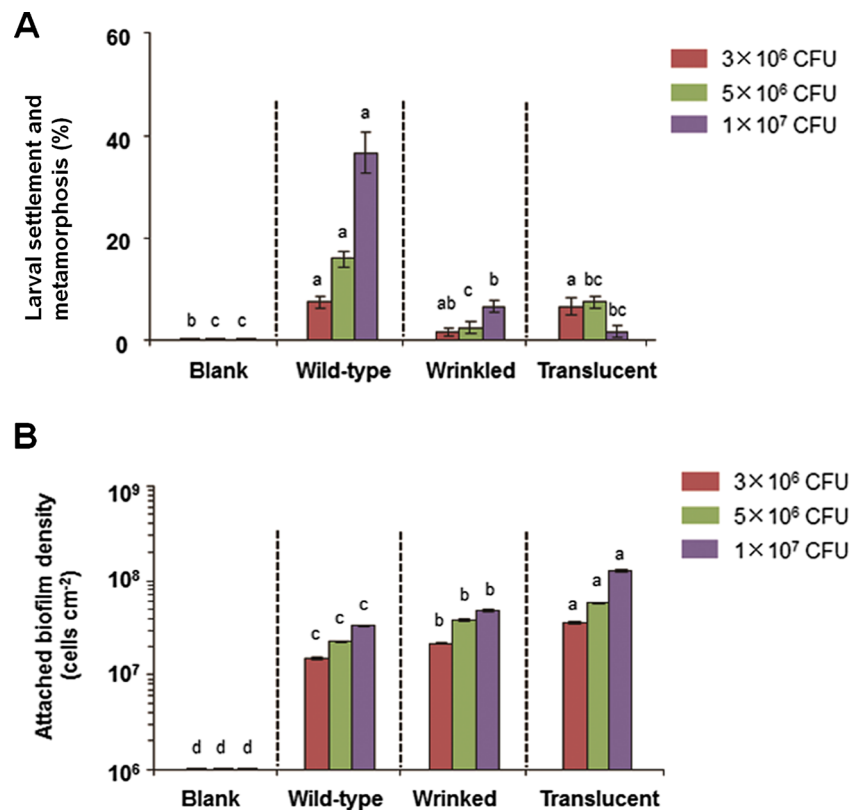 A
Larval settlement and
metamorphosis (%)
60
40
20
0
b c c
a a a
ab c b
a bc bc
Blank Wild-type Wrinkled Translucent
3×10⁶ CFU
5×10⁶ CFU
1×10⁷ CFU
B
Attached biofilm density
(cells cm⁻²)
10⁹
10⁸
10⁷
10⁶
d d d
c c c
b b b
a a a
Blank Wild-type Wrinked Translucent
3×10⁶ CFU
5×10⁶ CFU
1×10⁷ CFU